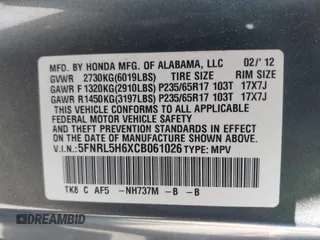 MFD. BY HONDA MFG. OF ALABAMA, LLC 02/'12
GVWR 2730KG(6019LBS) TIRE SIZE RIM SIZE
GAWR F 1320KG(2910LBS) P235/65R17 103T 17X7J
GAWR R1450KG(3197LBS) P235/65R17 103T 17X7J
THIS VEHICLE CONFORMS TO ALL APPLICABLE
FEDERAL MOTOR VEHICLE SAFETY AND
THEFT PREVENTION STANDARDS IN EFFECT ON
THE DATE OF MANUFACTURE SHOWN ABOVE.
V.I.N.: 5FNRL5H6XCB061026 TYPE: MPV
TK8 C AF5 -NH737M -B -B
DREAMBID